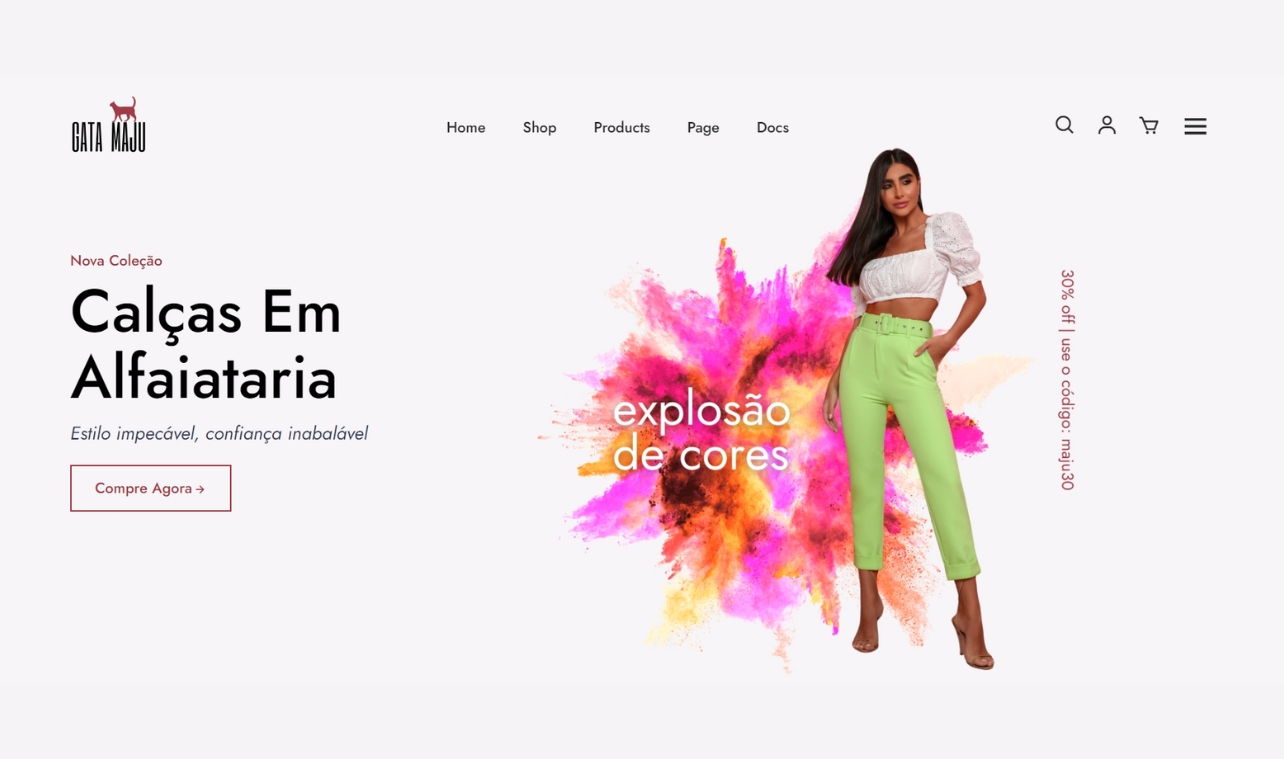 GATA MAJU
Home
Shop
Products
Page
Docs
Nova Coleção
Calças Em
Alfaiataria
Estilo impecável, confiança inabalável
Compre Agora →
explosão
de cores
30% off | use o código: maju30